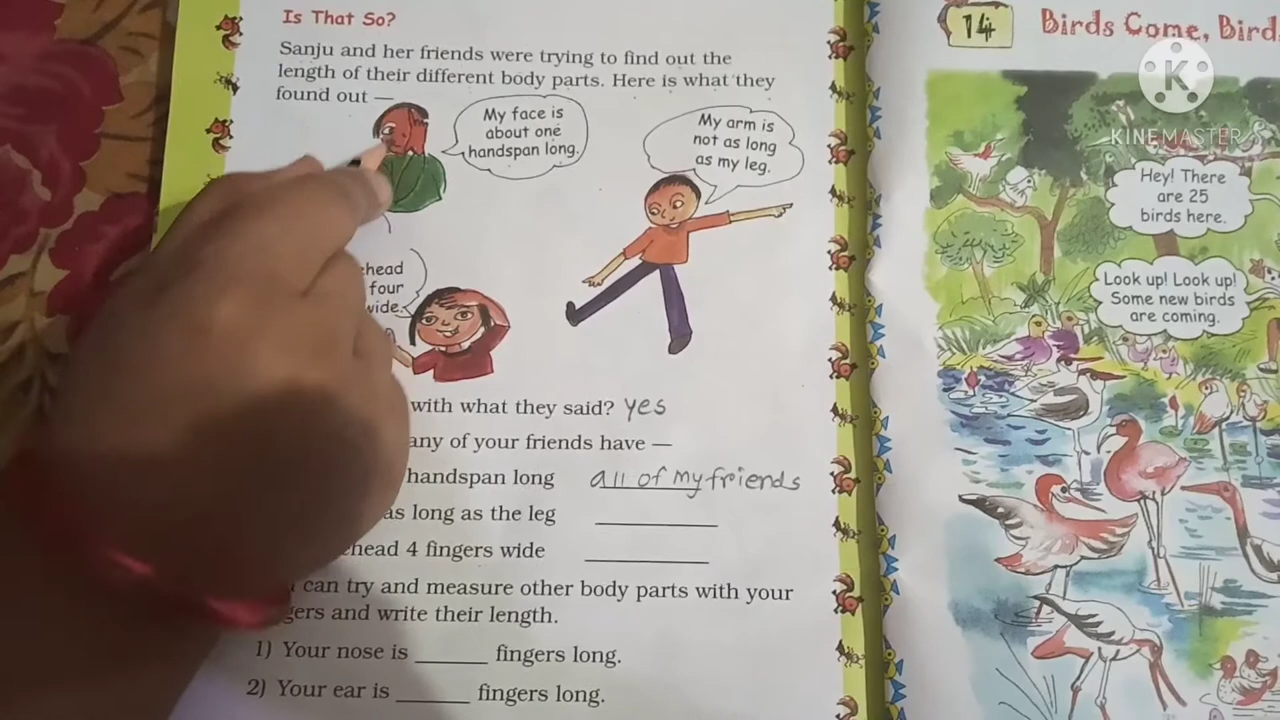 Is That So?
Sanju and her friends were trying to find out the
length of their different body parts. Here is what they
found out —
My face is
about one
handspan long.
My arm is
not as long
as my leg.
head
four
wide.
with what they said? yes
any of your friends have —
handspan long all of my friends
as long as the leg
head 4 fingers wide
can try and measure other body parts with your
gers and write their length.
1) Your nose is ______ fingers long.
2) Your ear is ______ fingers long.
14 Birds Come, Bird
KINEMASTER
Hey! There
are 25
birds here.
Look up! Look up!
Some new birds
are coming.